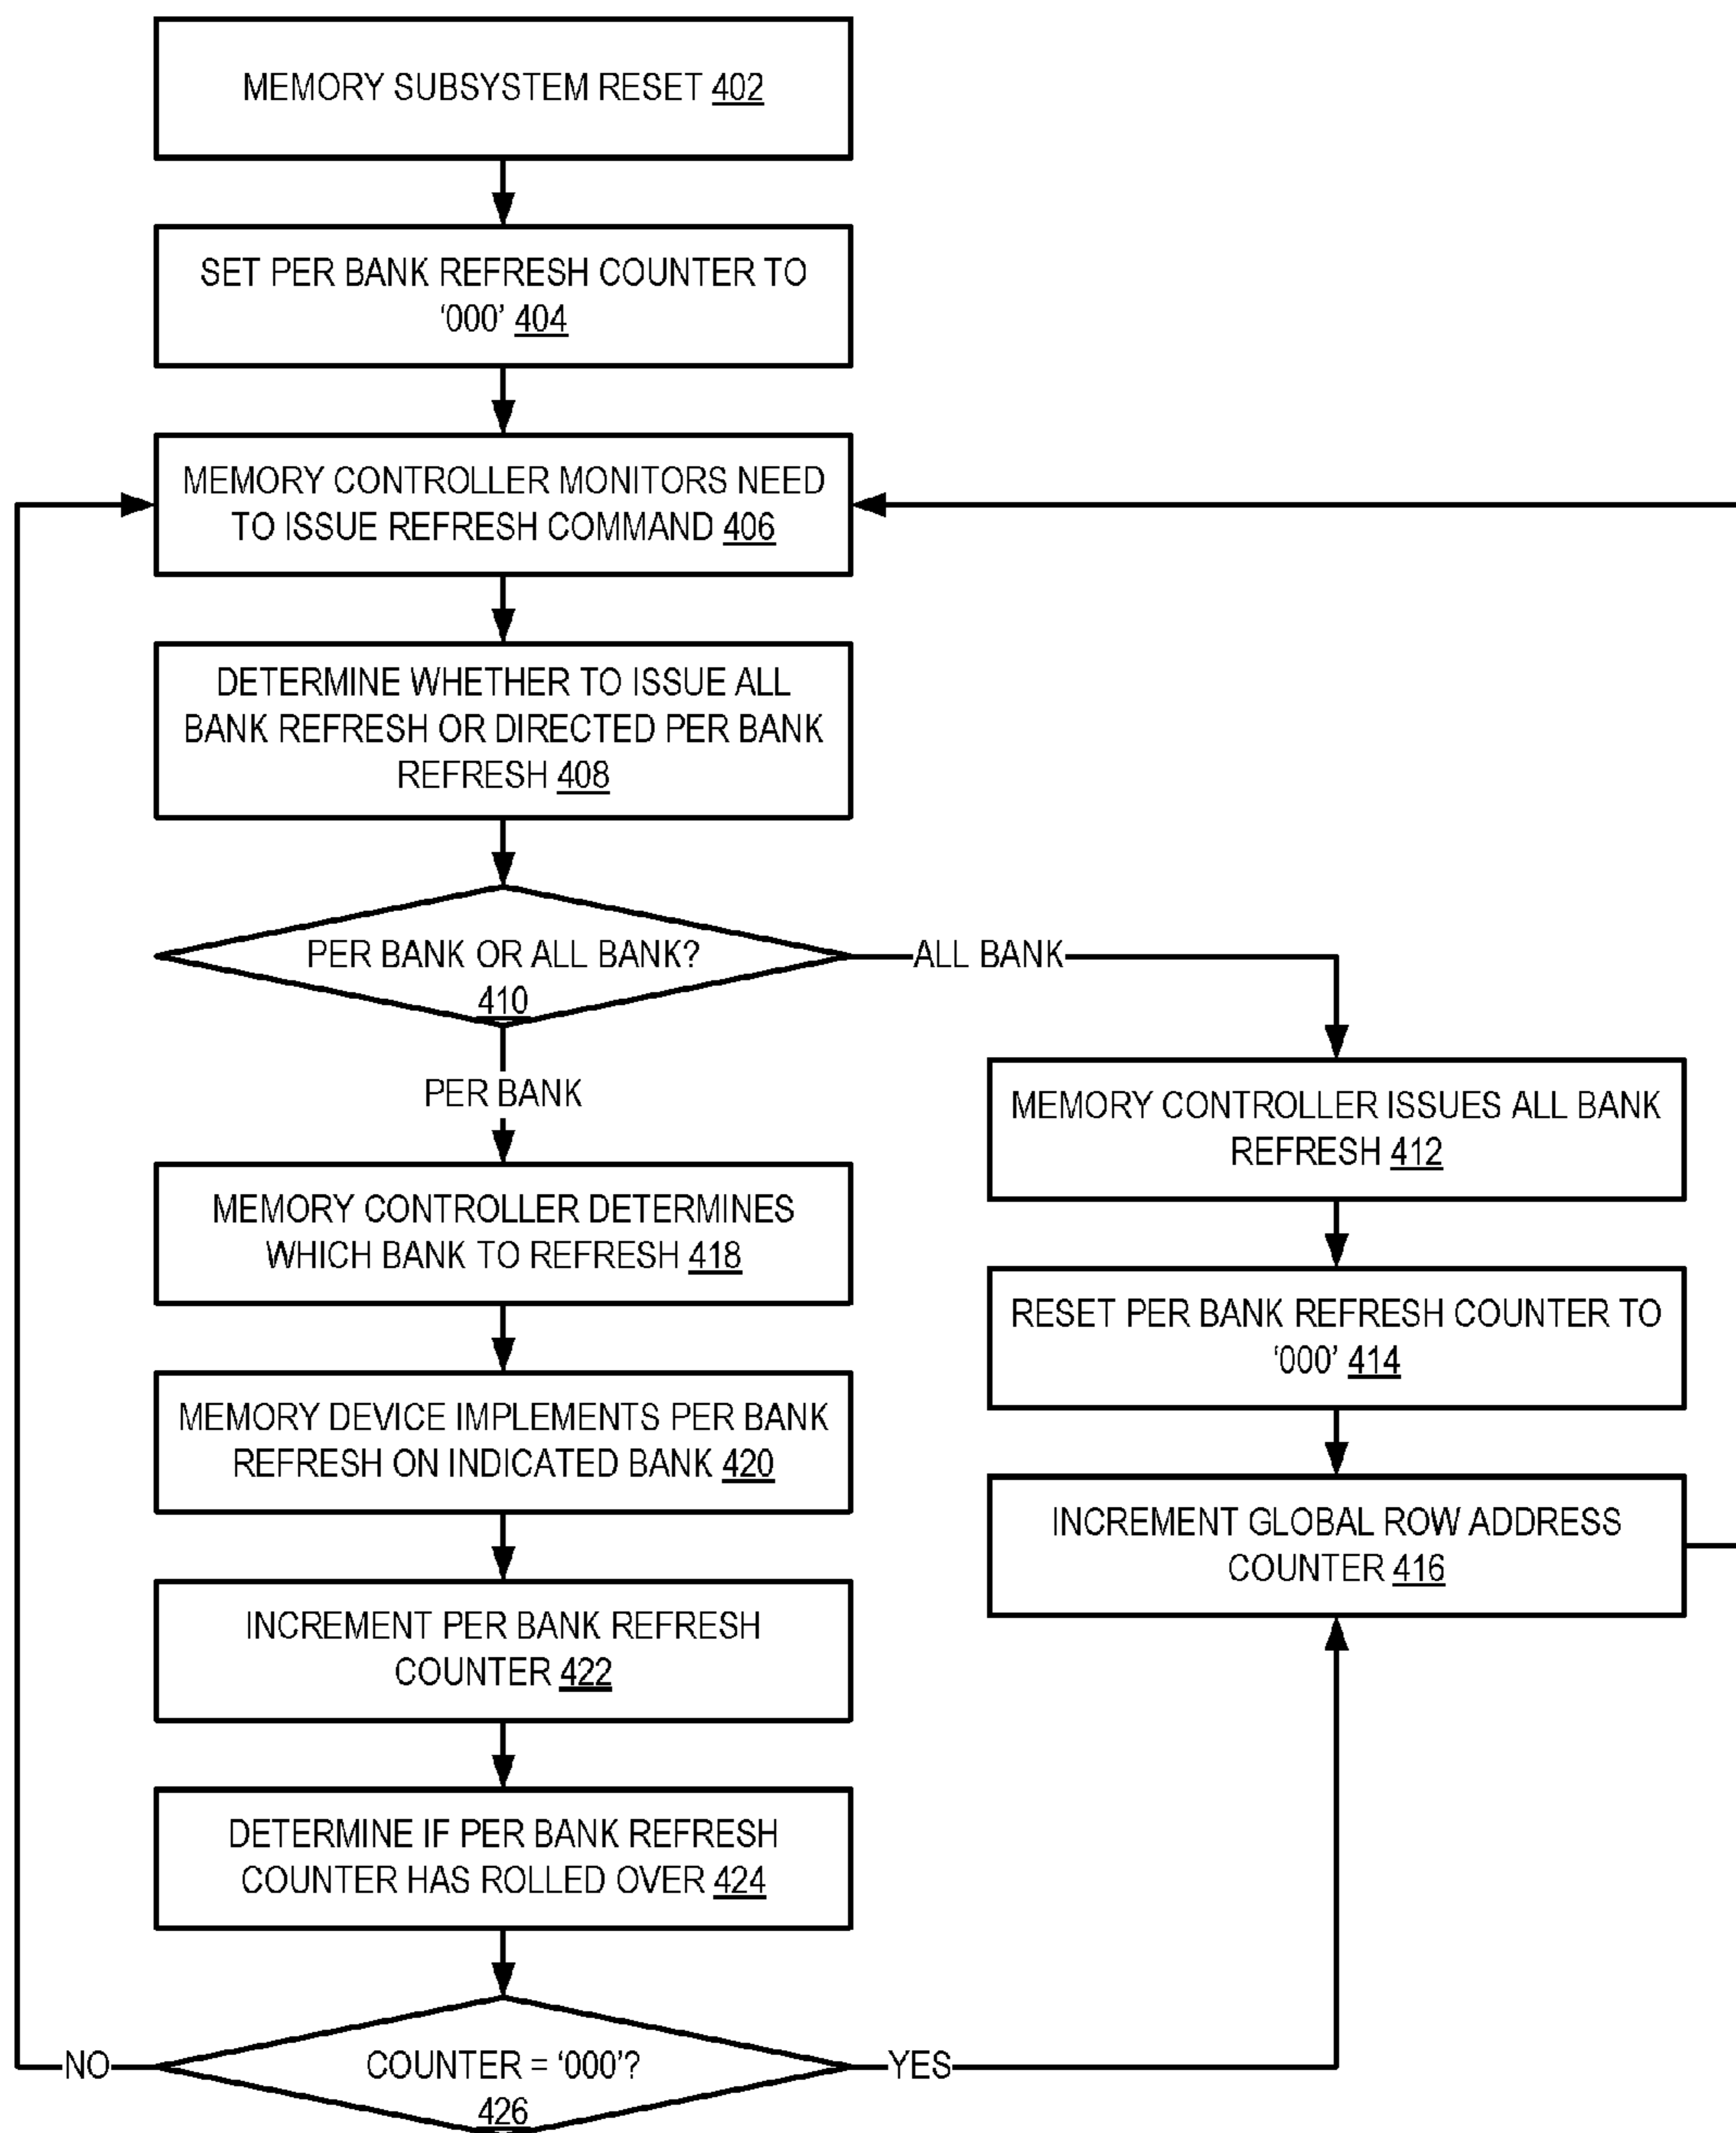 MEMORY SUBSYSTEM RESET 402
SET PER BANK REFRESH COUNTER TO
‘000’ 404
MEMORY CONTROLLER MONITORS NEED
TO ISSUE REFRESH COMMAND 406
DETERMINE WHETHER TO ISSUE ALL
BANK REFRESH OR DIRECTED PER BANK
REFRESH 408
PER BANK OR ALL BANK?
410
ALL BANK
PER BANK
MEMORY CONTROLLER ISSUES ALL BANK
REFRESH 412
RESET PER BANK REFRESH COUNTER TO
‘000’ 414
INCREMENT GLOBAL ROW ADDRESS
COUNTER 416
MEMORY CONTROLLER DETERMINES
WHICH BANK TO REFRESH 418
MEMORY DEVICE IMPLEMENTS PER BANK
REFRESH ON INDICATED BANK 420
INCREMENT PER BANK REFRESH
COUNTER 422
DETERMINE IF PER BANK REFRESH
COUNTER HAS ROLLED OVER 424
NO
COUNTER = ‘000’?
426
YES